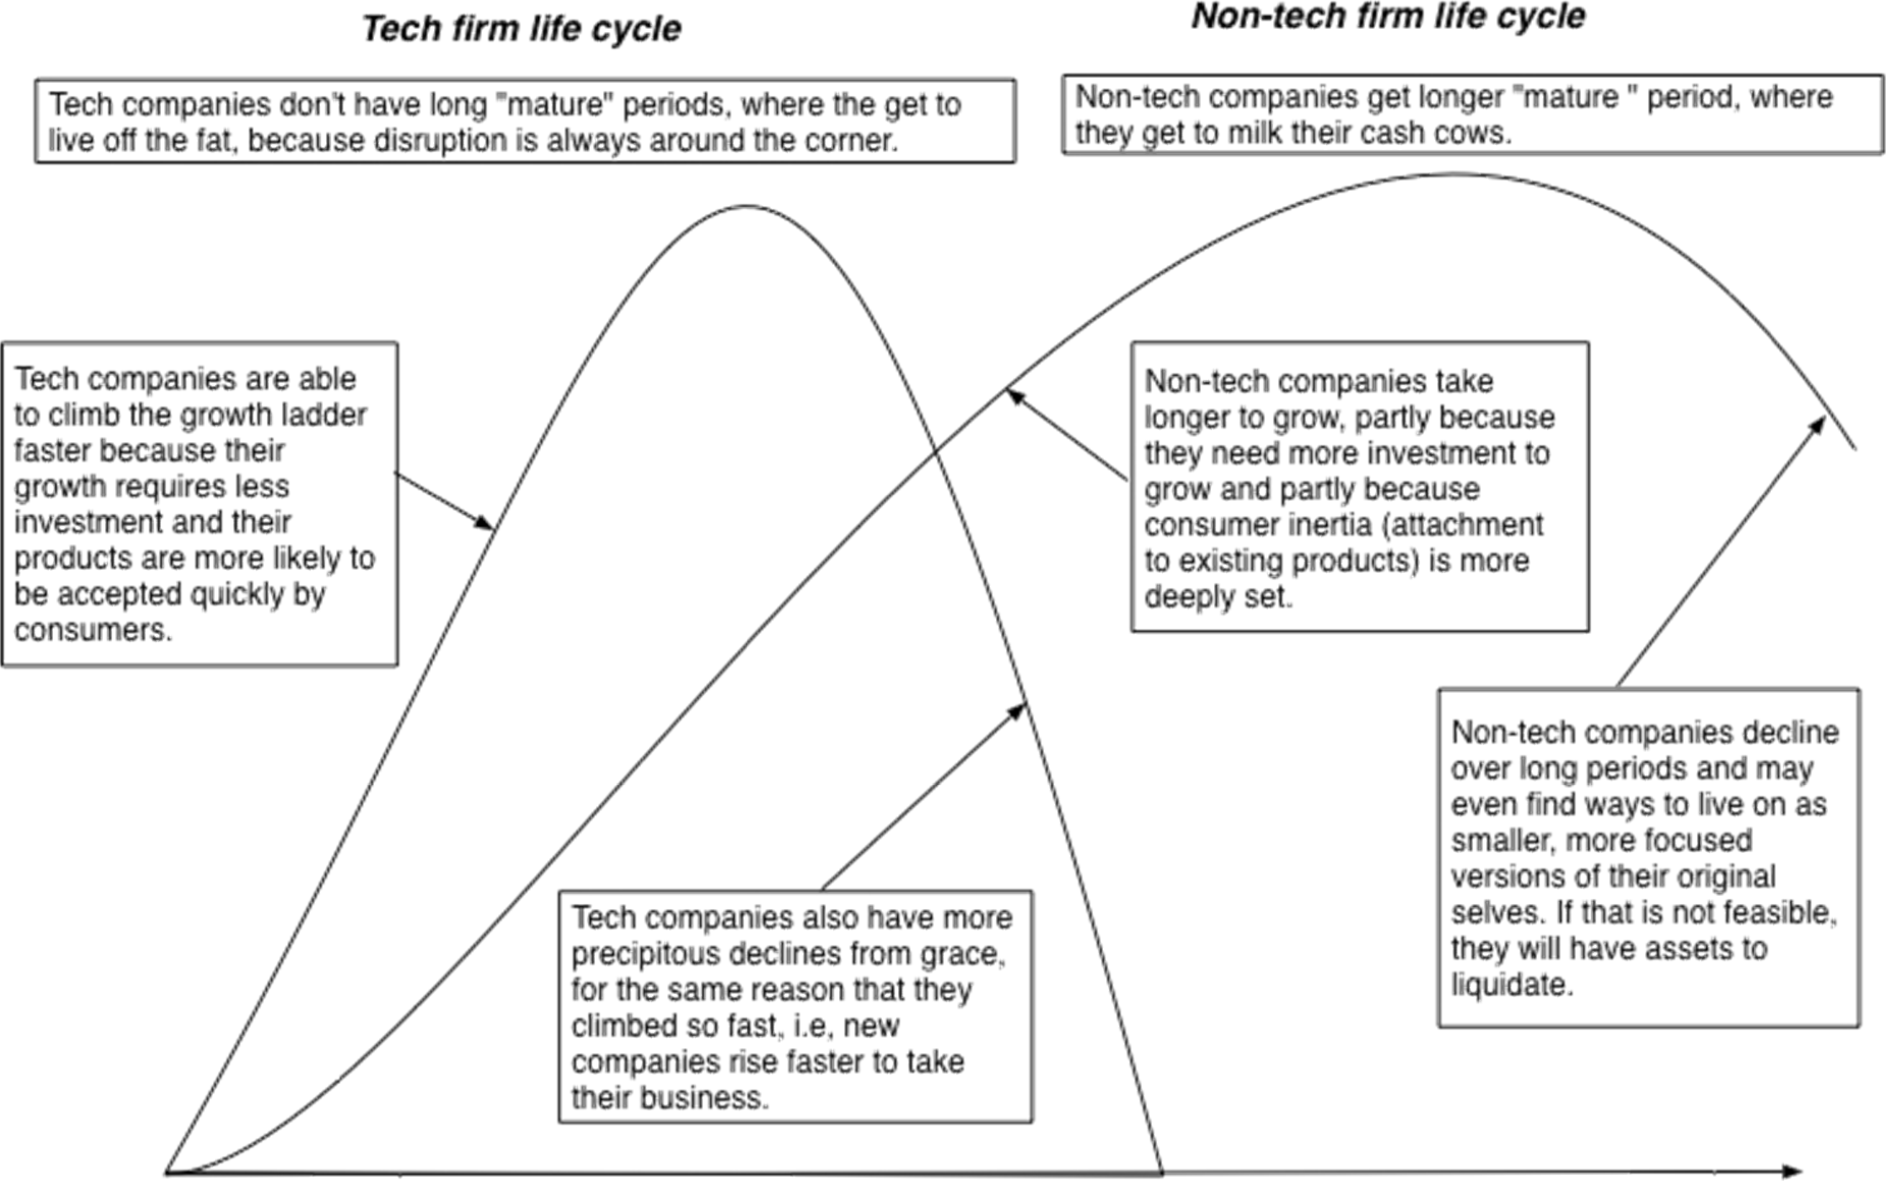 Tech firm life cycle
Non-tech firm life cycle
Tech companies don't have long "mature" periods, where the get to
live off the fat, because disruption is always around the corner.
Non-tech companies get longer "mature " period, where
they get to milk their cash cows.
Tech companies are able
to climb the growth ladder
faster because their
growth requires less
investment and their
products are more likely to
be accepted quickly by
consumers.
Non-tech companies take
longer to grow, partly because
they need more investment to
grow and partly because
consumer inertia (attachment
to existing products) is more
deeply set.
Tech companies also have more
precipitous declines from grace,
for the same reason that they
climbed so fast, i.e, new
companies rise faster to take
their business.
Non-tech companies decline
over long periods and may
even find ways to live on as
smaller, more focused
versions of their original
selves. If that is not feasible,
they will have assets to
liquidate.